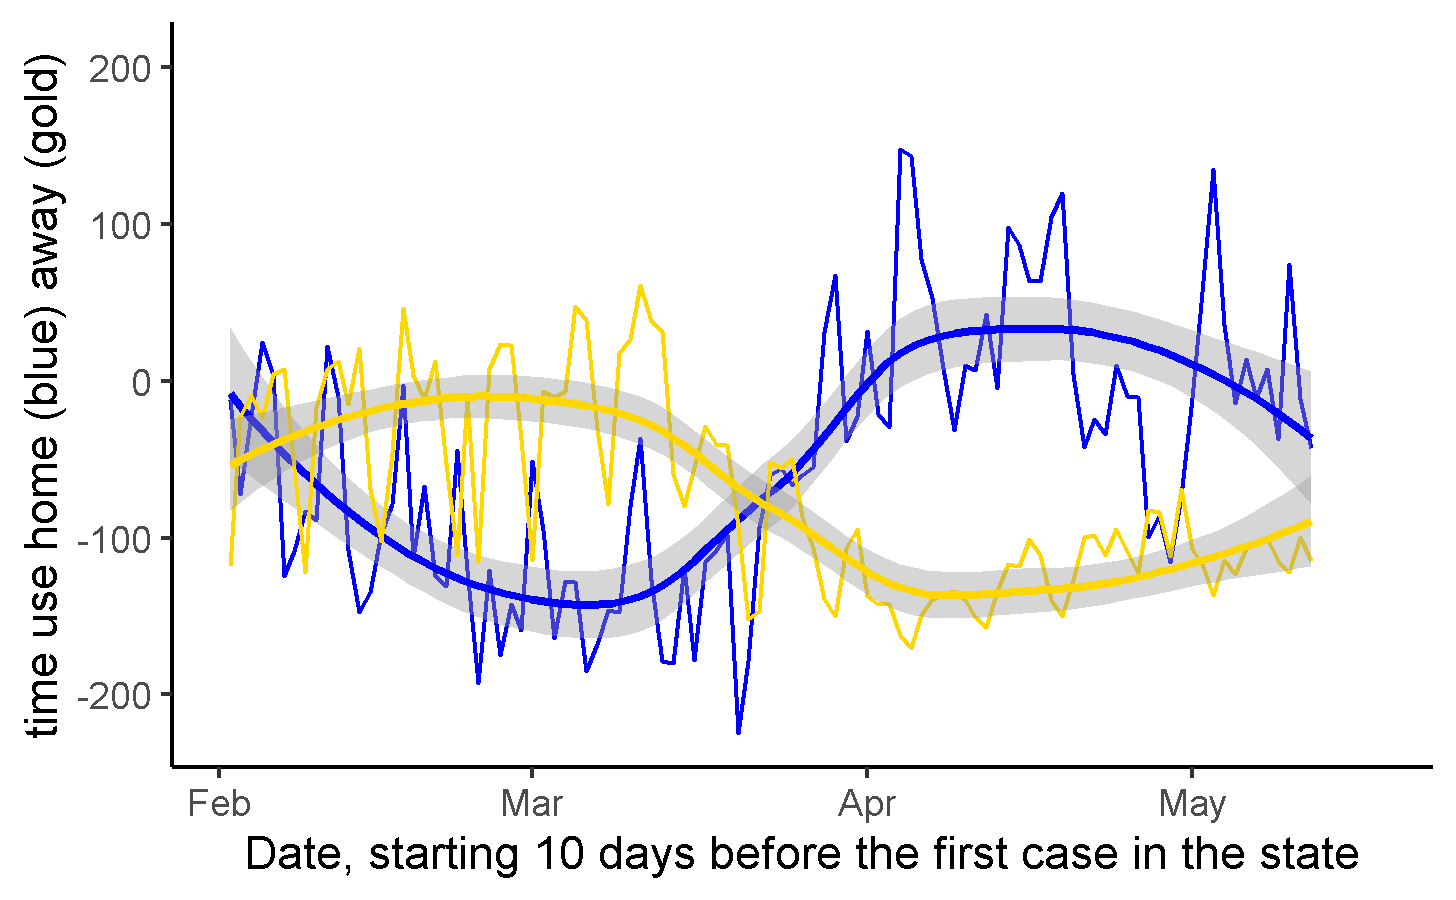 time use home (blue) away (gold)
200
100
0
-100
-200
Feb
Mar
Apr
May
Date, starting 10 days before the first case in the state